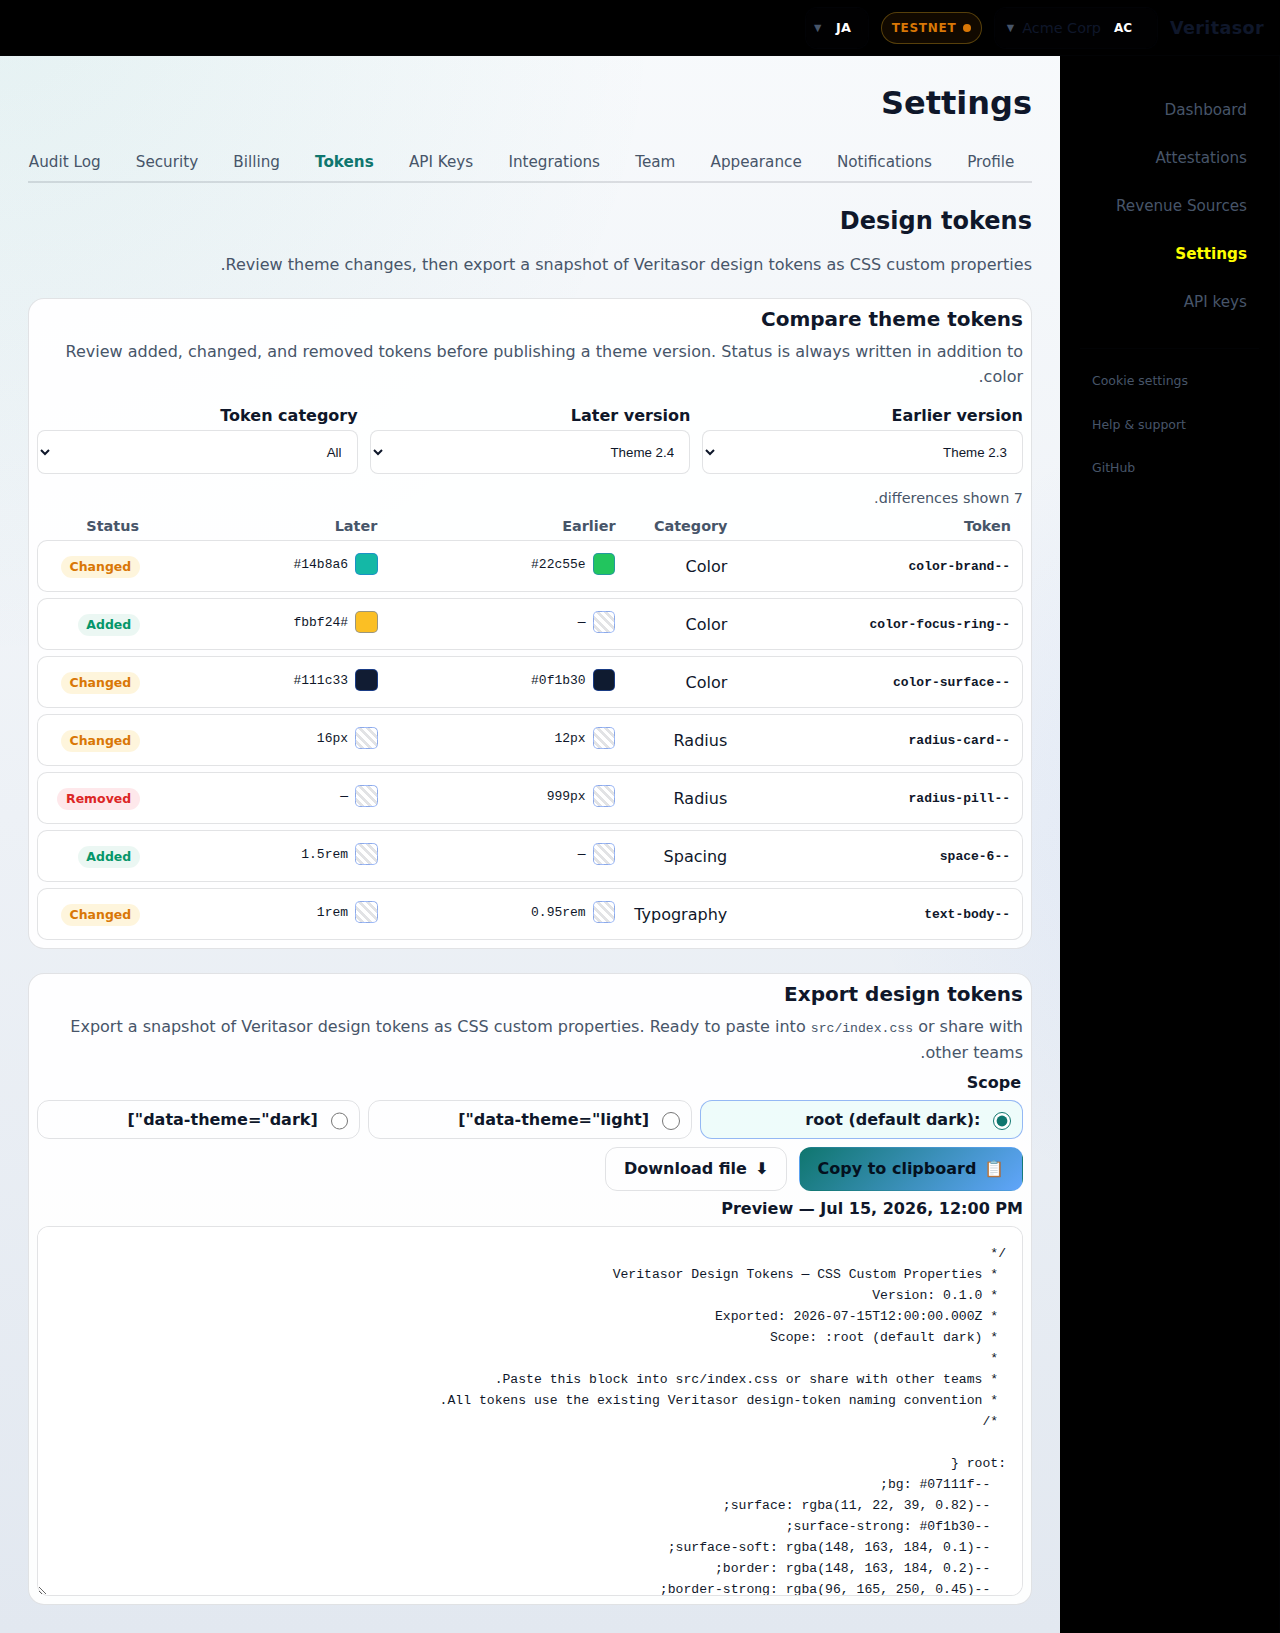 Veritasor
AC Acme Corp ▼
TESTNET
JA ▼
Dashboard
Attestations
Revenue Sources
Settings
API keys
Cookie settings
Help & support
GitHub
Settings
Profile Notifications Appearance Team Integrations API Keys Tokens Billing Security Audit Log
Design tokens
.Review theme changes, then export a snapshot of Veritasor design tokens as CSS custom properties
Compare theme tokens
Review added, changed, and removed tokens before publishing a theme version. Status is always written in addition to
.color
Earlier version Later version Token category
Theme 2.3 Theme 2.4 All
.differences shown 7
Token Category Earlier Later Status
color-brand-- Color #22c55e #14b8a6 Changed
color-focus-ring-- Color — fbbf24# Added
color-surface-- Color #0f1b30 #111c33 Changed
radius-card-- Radius 12px 16px Changed
radius-pill-- Radius 999px — Removed
space-6-- Spacing — 1.5rem Added
text-body-- Typography 0.95rem 1rem Changed
Export design tokens
Export a snapshot of Veritasor design tokens as CSS custom properties. Ready to paste into src/index.css or share with
.other teams
Scope
root (default dark):
["data-theme="light]
["data-theme="dark]
📋 Copy to clipboard
⬇ Download file
Preview — Jul 15, 2026, 12:00 PM
*/
Veritasor Design Tokens — CSS Custom Properties *
Version: 0.1.0 *
Exported: 2026-07-15T12:00:00.000Z *
Scope: :root (default dark) *
*
.Paste this block into src/index.css or share with other teams *
.All tokens use the existing Veritasor design-token naming convention *
/*
} root:
;bg: #07111f--
;surface: rgba(11, 22, 39, 0.82)--
;surface-strong: #0f1b30--
;surface-soft: rgba(148, 163, 184, 0.1)--
;border: rgba(148, 163, 184, 0.2)--
;border-strong: rgba(96, 165, 250, 0.45)--